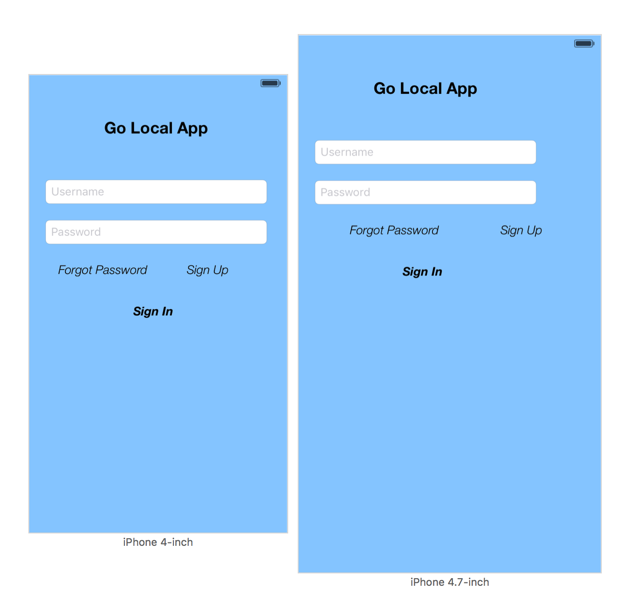 Go Local App
Username
Password
Forgot Password Sign Up
Sign In
iPhone 4-inch
Go Local App
Username
Password
Forgot Password Sign Up
Sign In
iPhone 4.7-inch